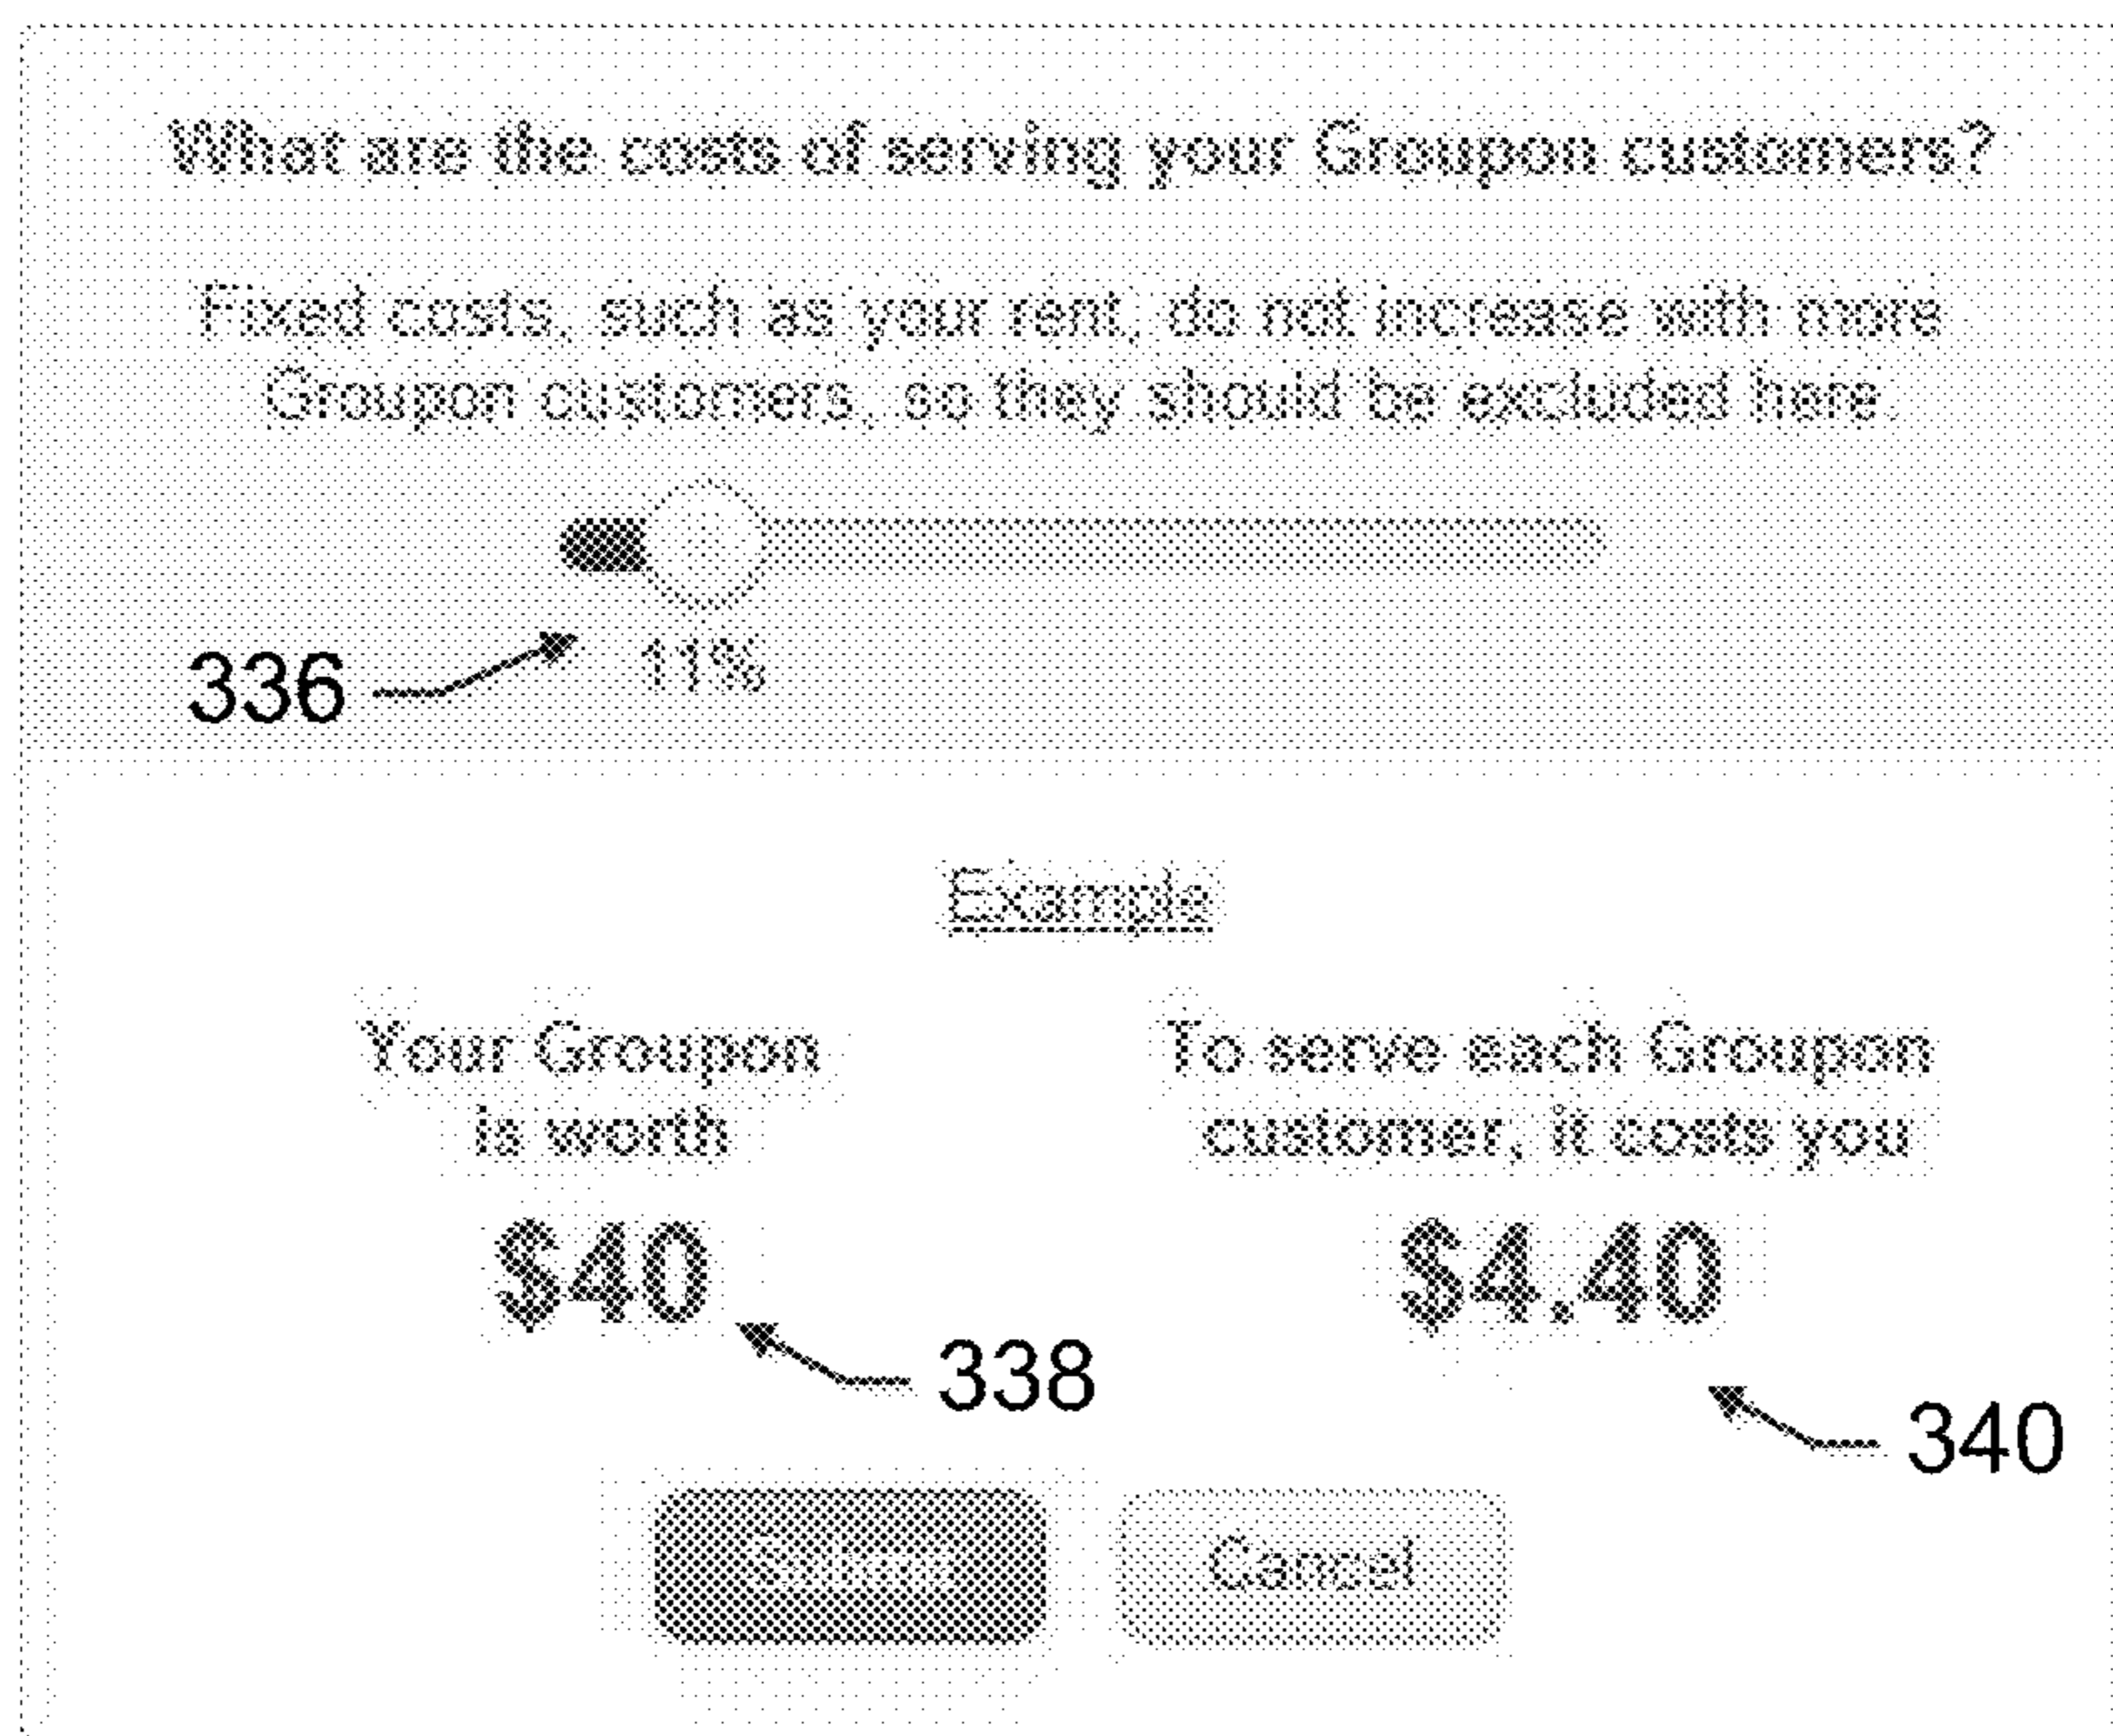 What are the costs of serving your Groupon customers?
Fixed costs, such as your rent, do not increase with more
Groupon customers, so they should be excluded here.
11%
336
Example
Your Groupon
is worth
$40
338
To serve each Groupon
customer, it costs you
$4.40
340
Cancel